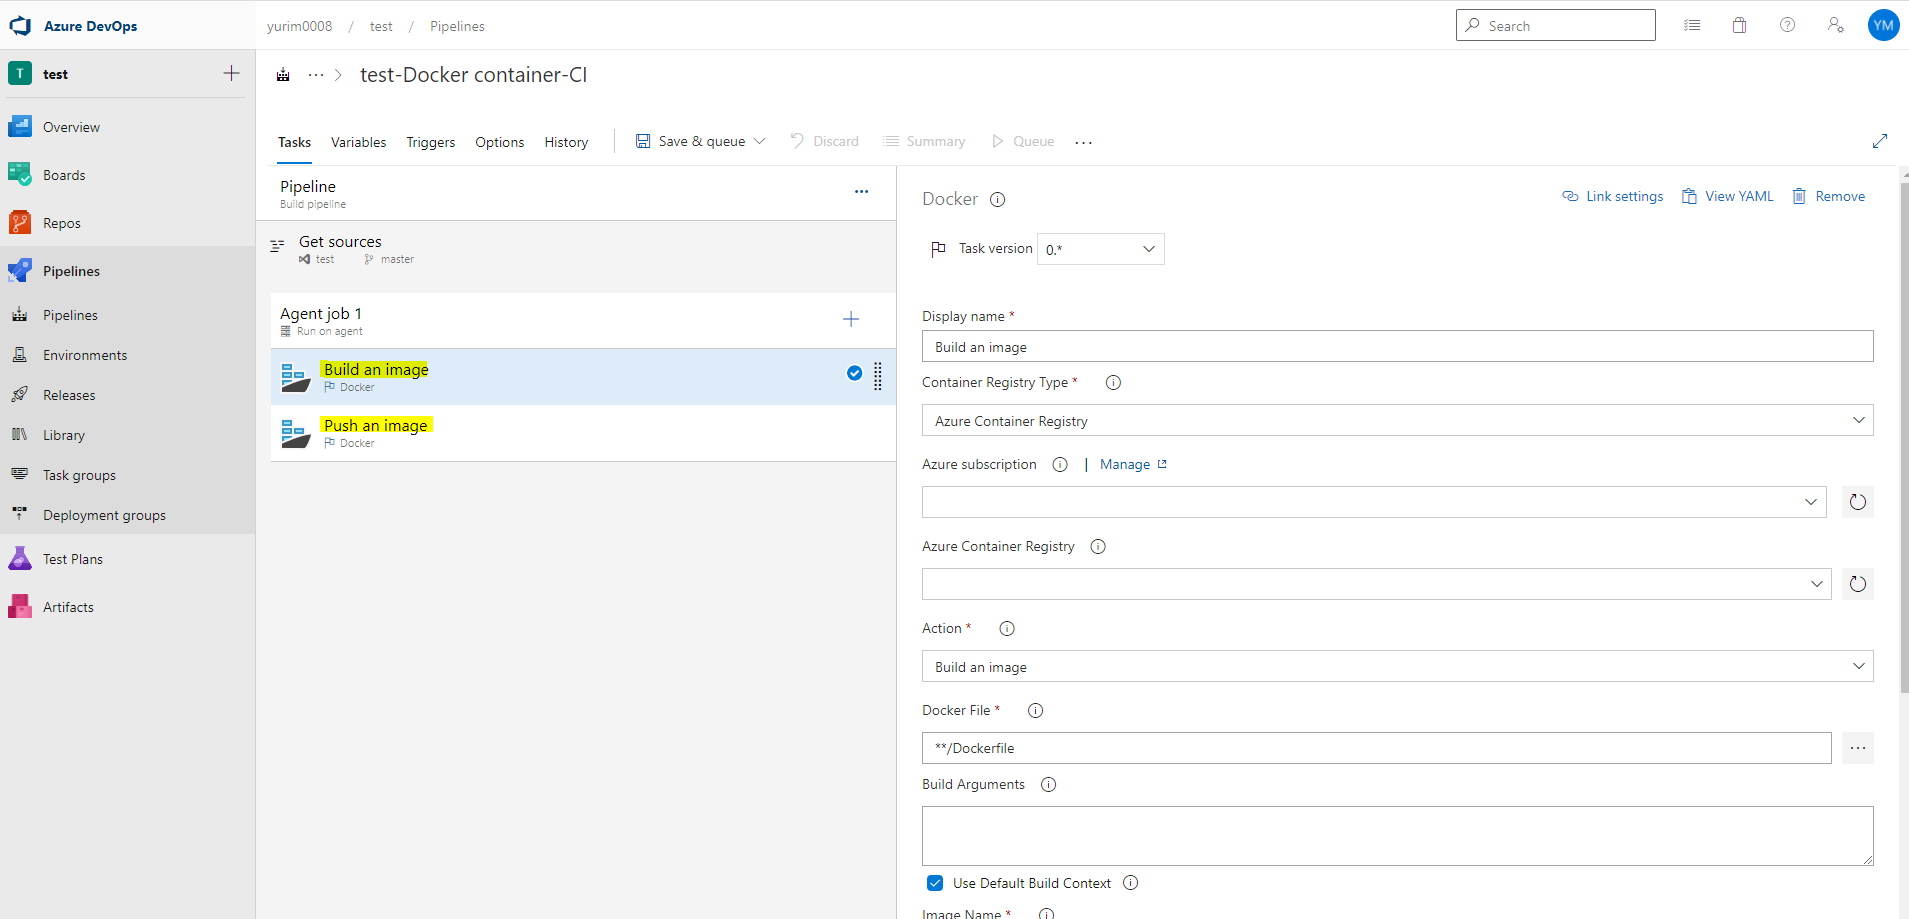 Azure DevOps
yurim0008 / test / Pipelines
Search
YM
T test
test-Docker container-CI
Overview
Boards
Repos
Pipelines
Pipelines
Environments
Releases
Library
Task groups
Deployment groups
Test Plans
Artifacts
Tasks Variables Triggers Options History Save & queue Discard Summary Queue ...
Pipeline
Build pipeline
Get sources
test master
Agent job 1
Run on agent
Build an image
Docker
Push an image
Docker
Docker
Link settings View YAML Remove
Task version 0.*
Display name *
Build an image
Container Registry Type *
Azure Container Registry
Azure subscription | Manage
Azure Container Registry
Action *
Build an image
Docker File *
**/Dockerfile
Build Arguments
Use Default Build Context
Image Name *